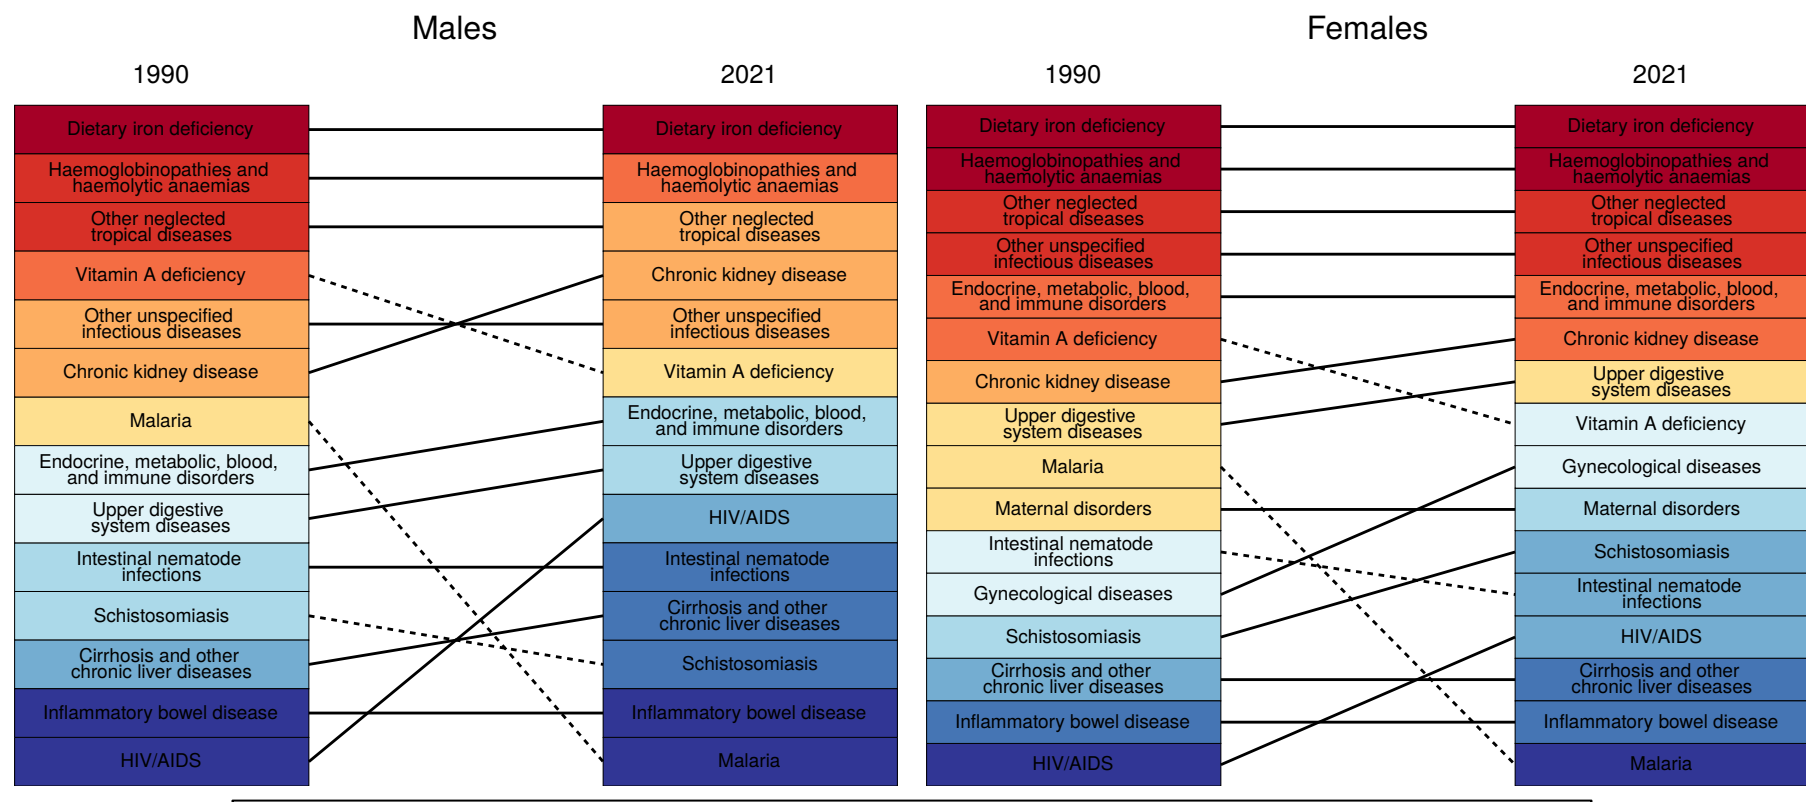 Males
1990
2021
Dietary iron deficiency
Haemoglobinopathies and
haemolytic anaemias
Other neglected
tropical diseases
Vitamin A deficiency
Other unspecified
infectious diseases
Chronic kidney disease
Malaria
Endocrine, metabolic, blood,
and immune disorders
Upper digestive
system diseases
Intestinal nematode
infections
Schistosomiasis
Cirrhosis and other
chronic liver diseases
Inflammatory bowel disease
HIV/AIDS
Dietary iron deficiency
Haemoglobinopathies and
haemolytic anaemias
Other neglected
tropical diseases
Chronic kidney disease
Other unspecified
infectious diseases
Vitamin A deficiency
Endocrine, metabolic, blood,
and immune disorders
Upper digestive
system diseases
HIV/AIDS
Intestinal nematode
infections
Cirrhosis and other
chronic liver diseases
Schistosomiasis
Inflammatory bowel disease
Malaria
Females
1990
2021
Dietary iron deficiency
Haemoglobinopathies and
haemolytic anaemias
Other neglected
tropical diseases
Other unspecified
infectious diseases
Endocrine, metabolic, blood,
and immune disorders
Vitamin A deficiency
Chronic kidney disease
Upper digestive
system diseases
Malaria
Maternal disorders
Intestinal nematode
infections
Gynecological diseases
Schistosomiasis
Cirrhosis and other
chronic liver diseases
Inflammatory bowel disease
HIV/AIDS
Dietary iron deficiency
Haemoglobinopathies and
haemolytic anaemias
Other neglected
tropical diseases
Other unspecified
infectious diseases
Endocrine, metabolic, blood,
and immune disorders
Chronic kidney disease
Upper digestive
system diseases
Vitamin A deficiency
Gynecological diseases
Maternal disorders
Schistosomiasis
Intestinal nematode
infections
HIV/AIDS
Cirrhosis and other
chronic liver diseases
Inflammatory bowel disease
Malaria